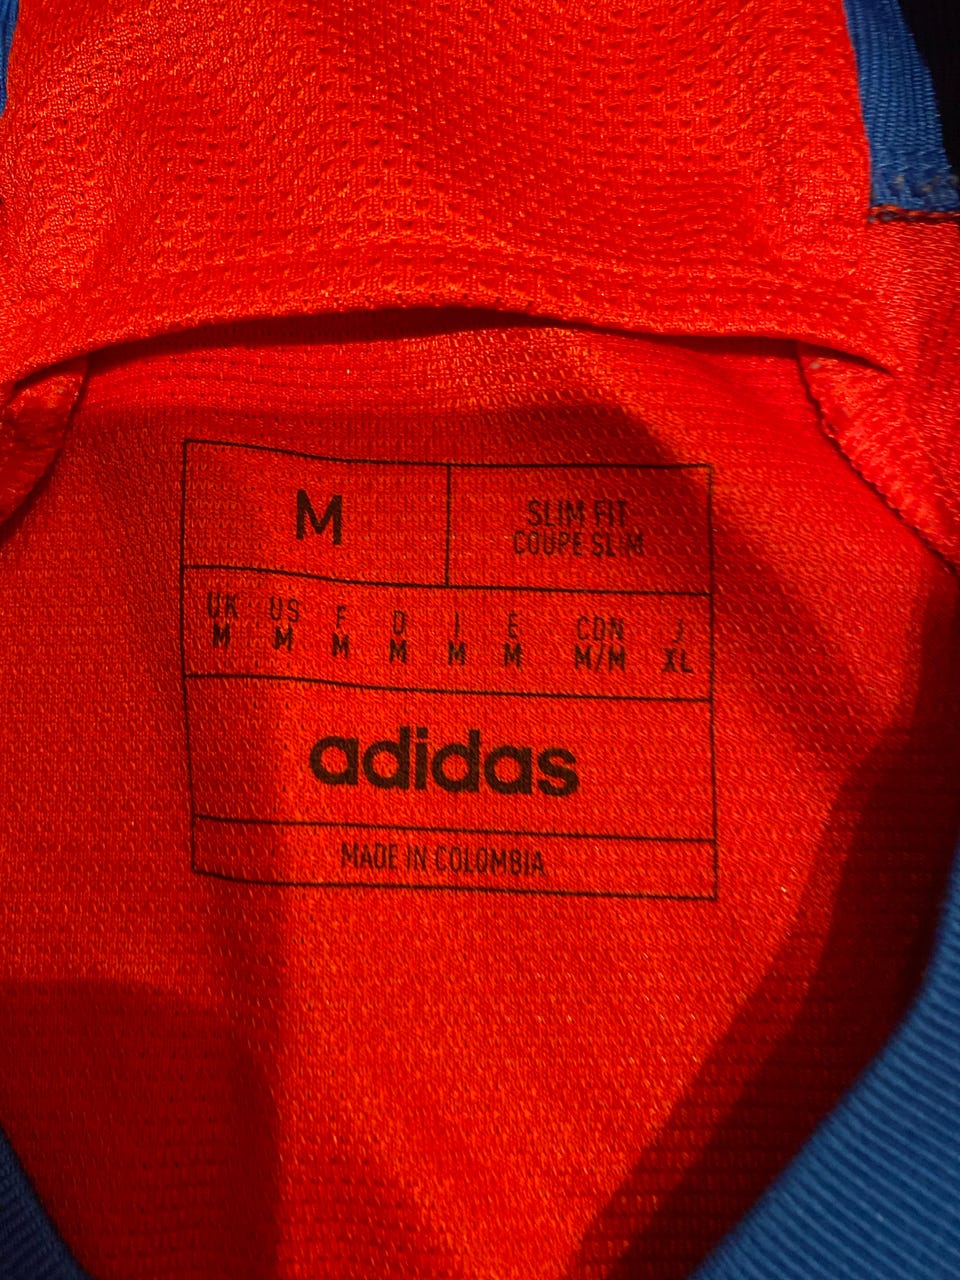 M
SLIM FIT
COUPE SLIM
UK US F D I E CDN J
M M M M M M M/M XL
adidas
MADE IN COLOMBIA